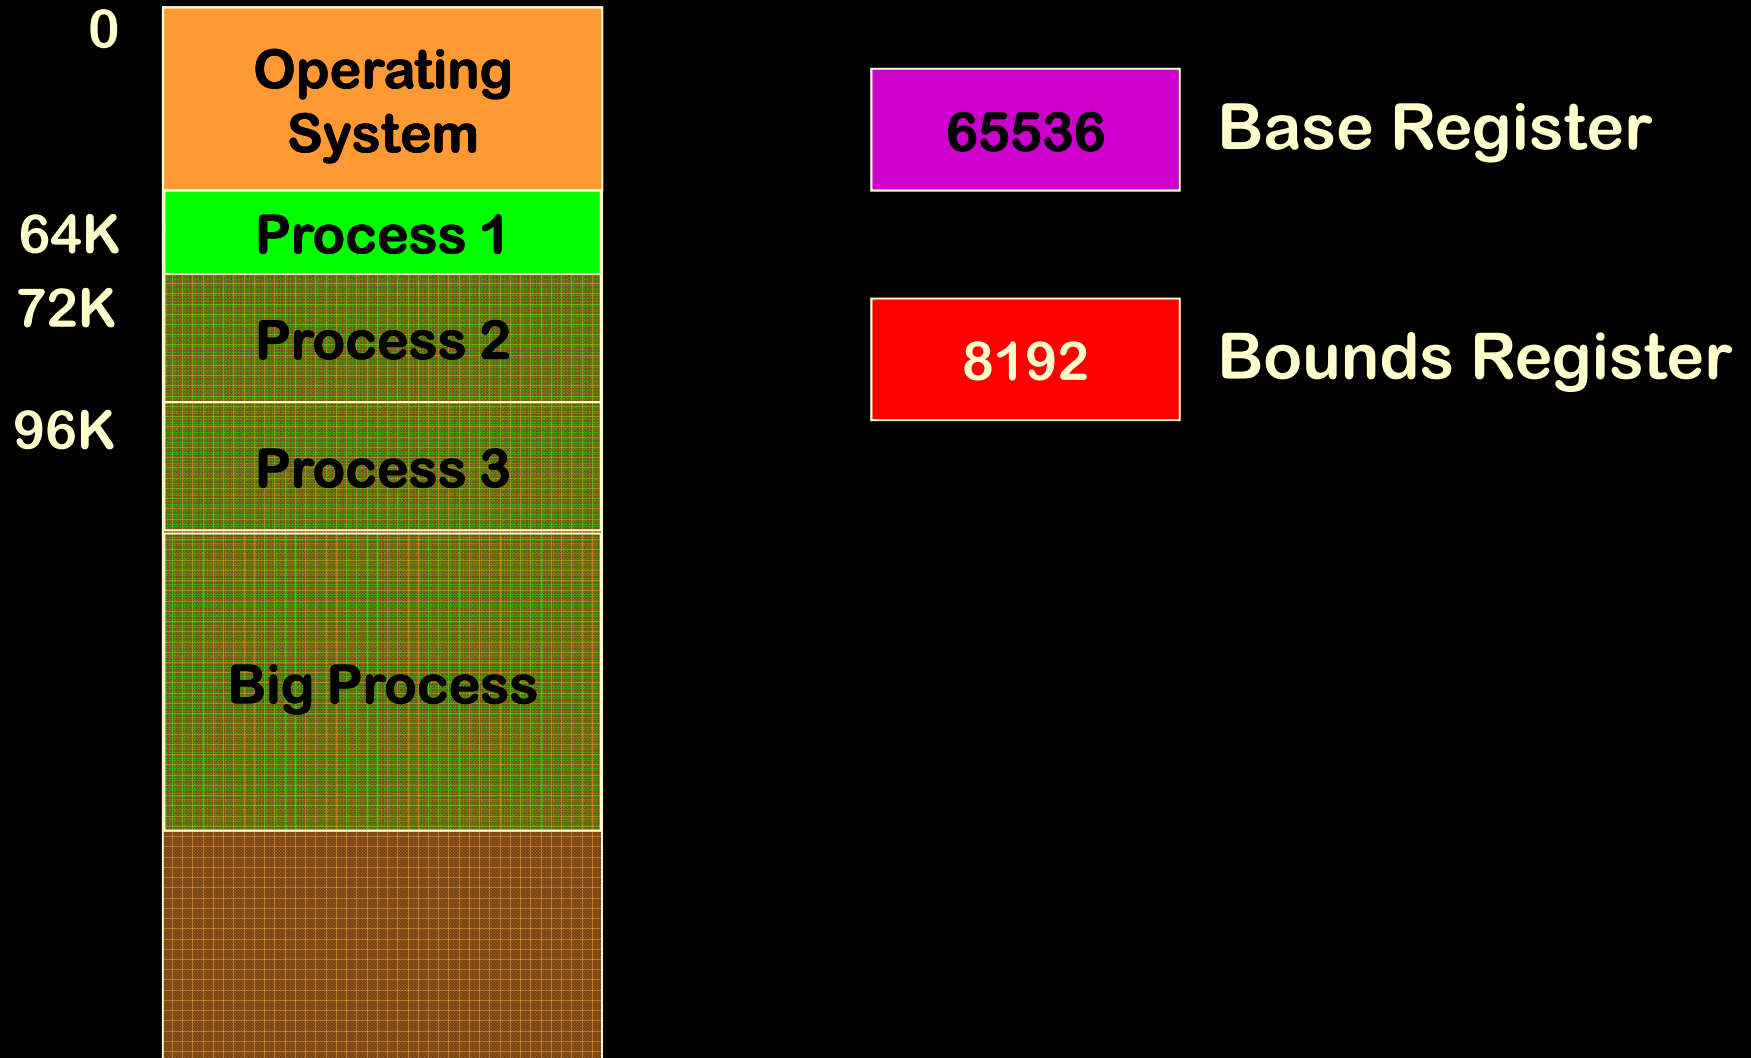 0
Operating
System
64K
Process 1
72K
Process 2
96K
Process 3
Big Process
65536
Base Register
8192
Bounds Register